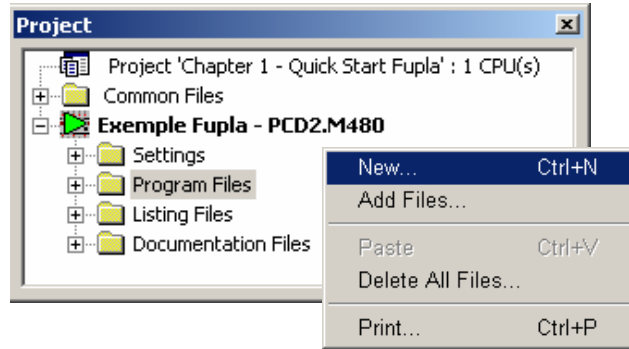 Project
Project 'Chapter 1 - Quick Start Fupla' : 1 CPU(s)
Common Files
Exemple Fupla - PCD2.M480
Settings
Program Files
Listing Files
Documentation Files
New... Ctrl+N
Add Files...
Paste Ctrl+V
Delete All Files...
Print... Ctrl+P